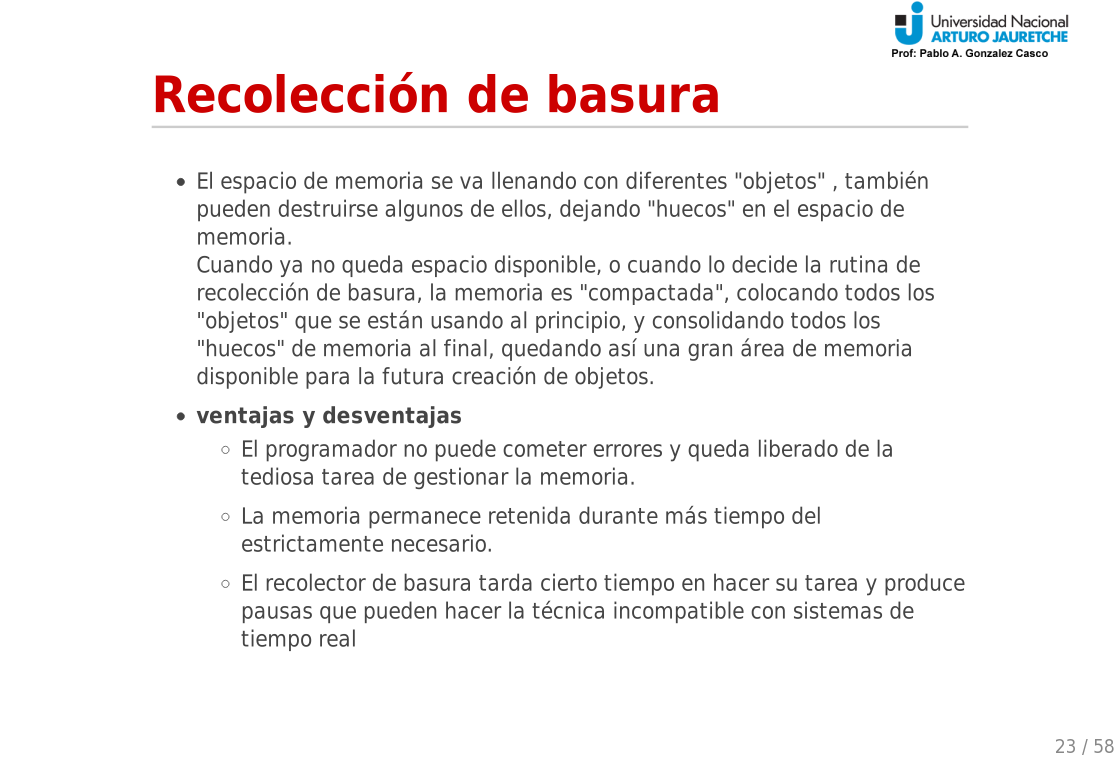 Universidad Nacional
ARTURO JAURETCHE
Prof: Pablo A. Gonzalez Casco
Recolección de basura
• El espacio de memoria se va llenando con diferentes "objetos" , también
pueden destruirse algunos de ellos, dejando "huecos" en el espacio de
memoria.
Cuando ya no queda espacio disponible, o cuando lo decide la rutina de
recolección de basura, la memoria es "compactada", colocando todos los
"objetos" que se están usando al principio, y consolidando todos los
"huecos" de memoria al final, quedando así una gran área de memoria
disponible para la futura creación de objetos.
• ventajas y desventajas
○ El programador no puede cometer errores y queda liberado de la
tediosa tarea de gestionar la memoria.
○ La memoria permanece retenida durante más tiempo del
estrictamente necesario.
○ El recolector de basura tarda cierto tiempo en hacer su tarea y produce
pausas que pueden hacer la técnica incompatible con sistemas de
tiempo real
23 / 58